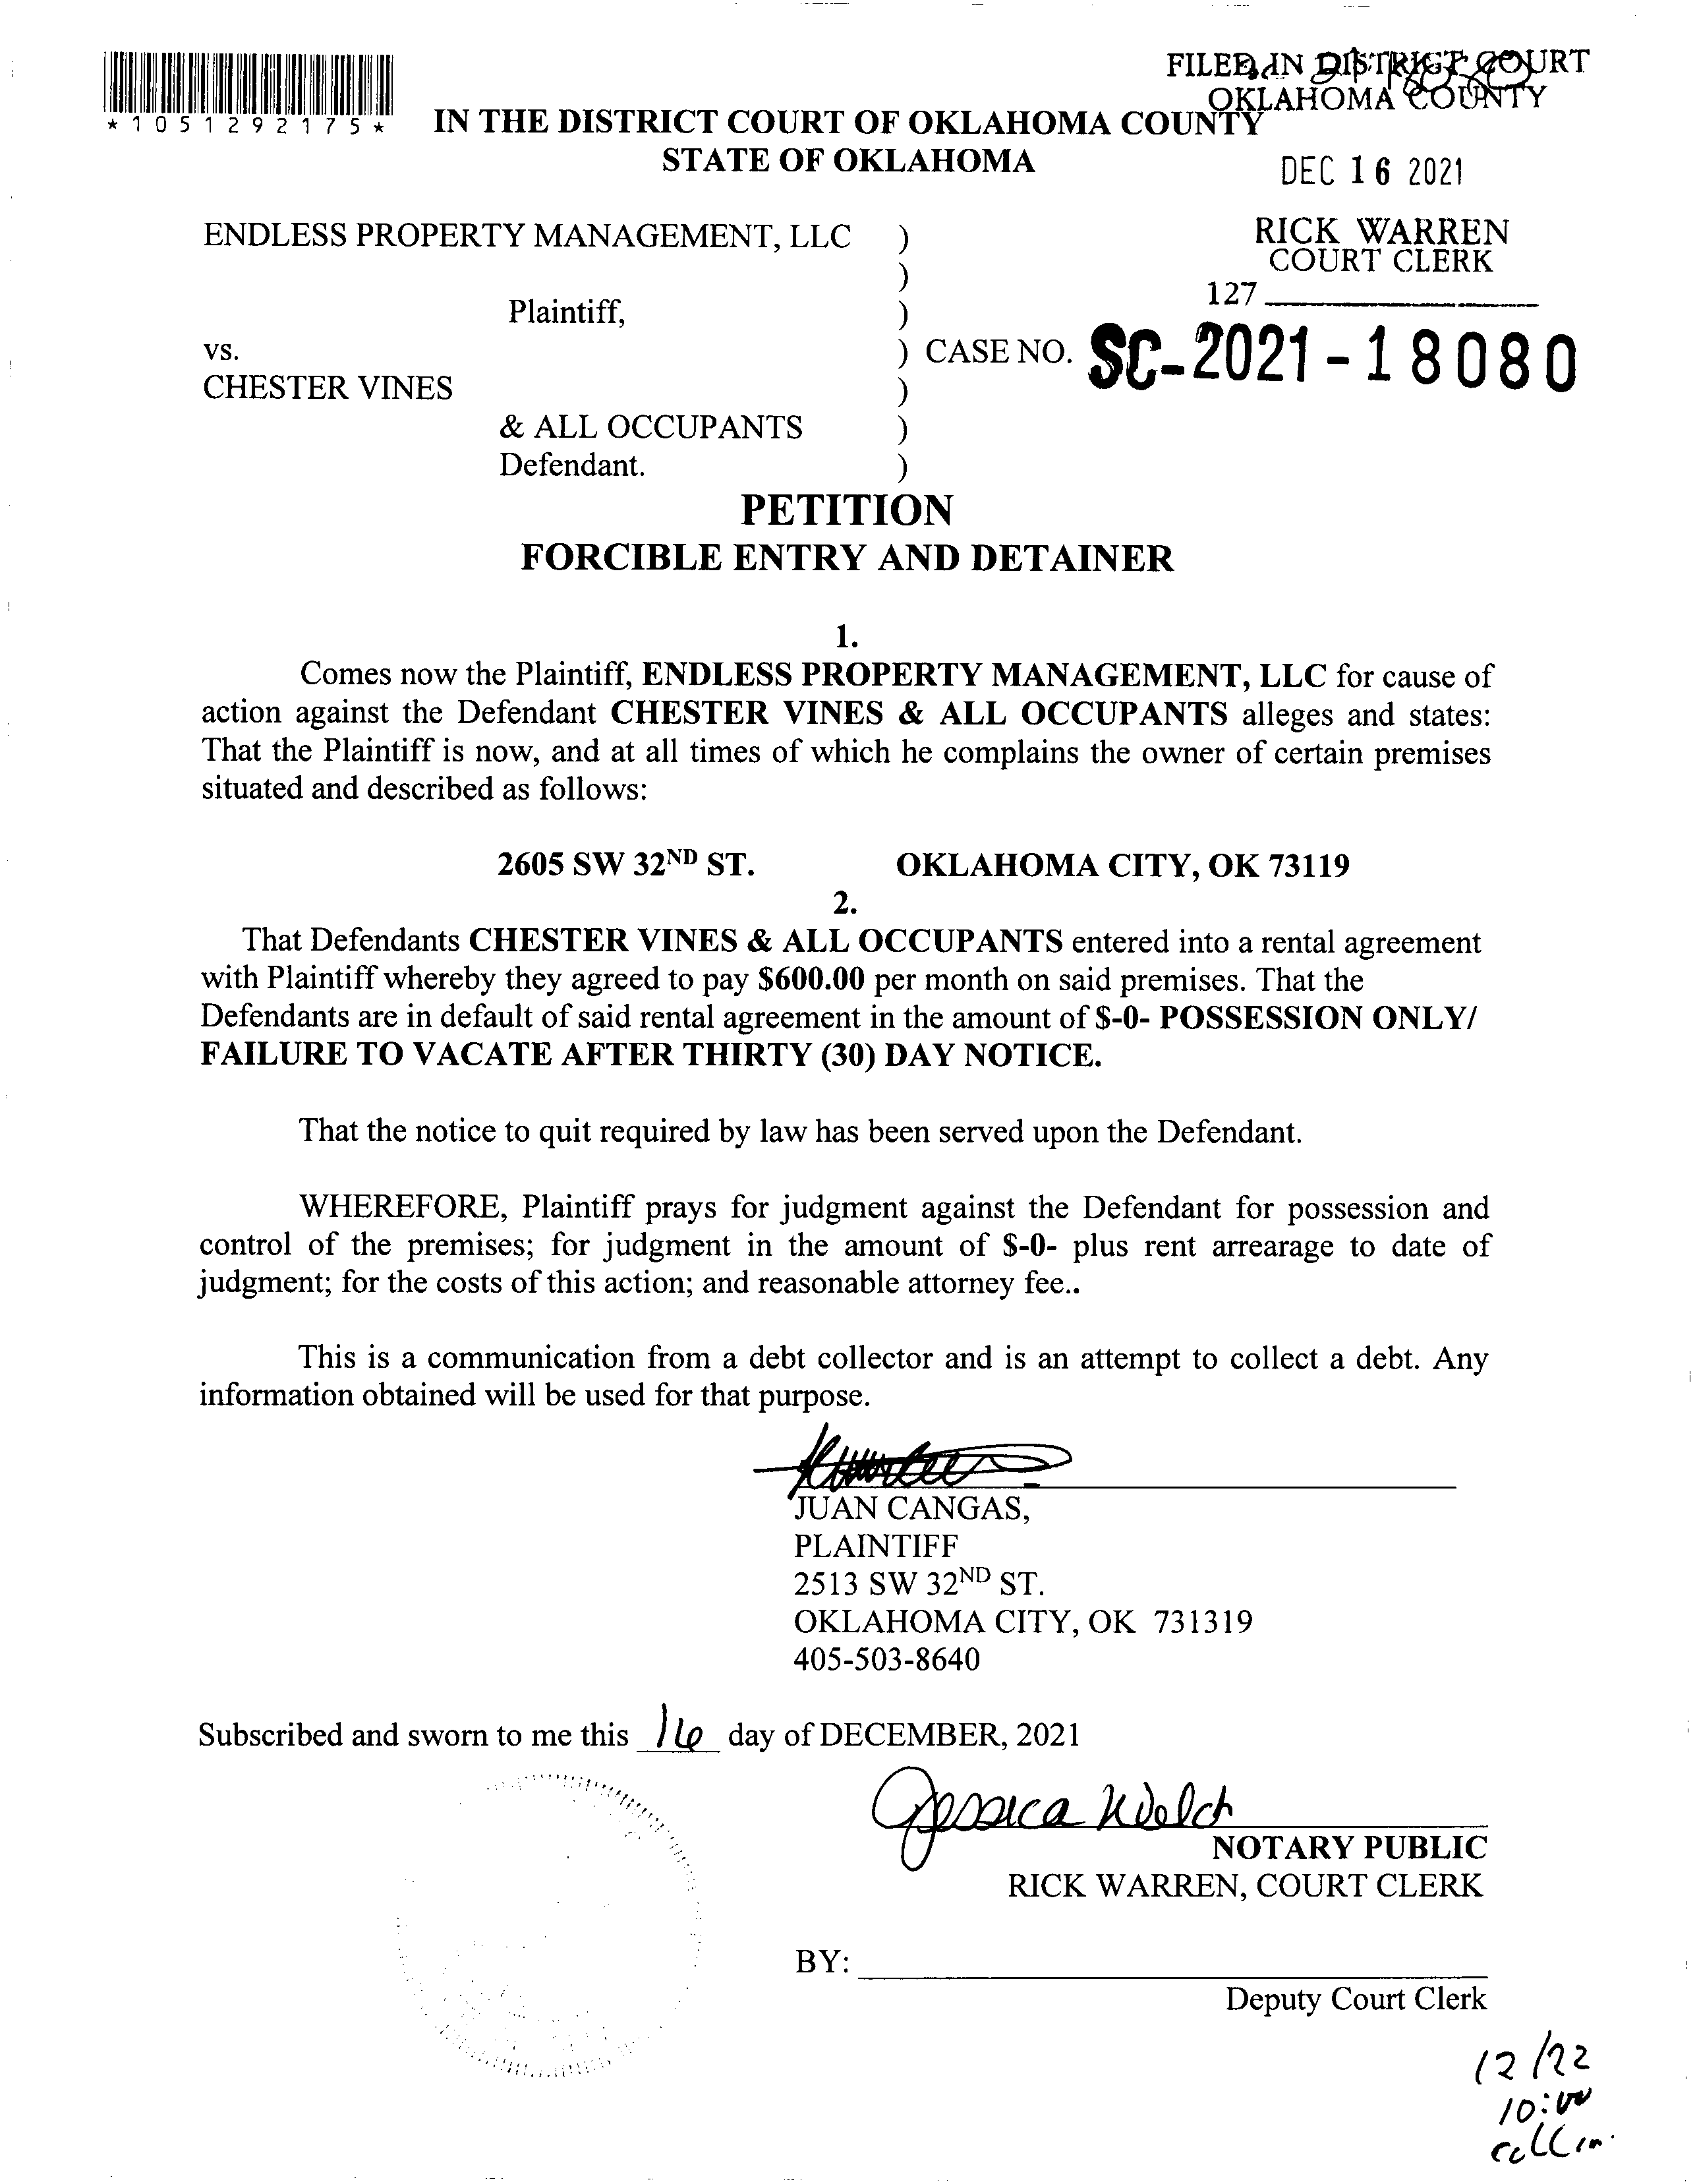 *1051292175*
FILED IN DISTRICT COURT
OKLAHOMA COUNTY
IN THE DISTRICT COURT OF OKLAHOMA COUNTY
STATE OF OKLAHOMA
DEC 16 2021
ENDLESS PROPERTY MANAGEMENT, LLC )
RICK WARREN
COURT CLERK
)
127
Plaintiff, )
vs. ) CASE NO. SC-2021-18080
CHESTER VINES )
& ALL OCCUPANTS )
Defendant. )
PETITION
FORCIBLE ENTRY AND DETAINER
1.
Comes now the Plaintiff, ENDLESS PROPERTY MANAGEMENT, LLC for cause of
action against the Defendant CHESTER VINES & ALL OCCUPANTS alleges and states:
That the Plaintiff is now, and at all times of which he complains the owner of certain premises
situated and described as follows:
2605 SW 32ND ST. OKLAHOMA CITY, OK 73119
2.
That Defendants CHESTER VINES & ALL OCCUPANTS entered into a rental agreement
with Plaintiff whereby they agreed to pay $600.00 per month on said premises. That the
Defendants are in default of said rental agreement in the amount of $-0- POSSESSION ONLY/
FAILURE TO VACATE AFTER THIRTY (30) DAY NOTICE.
That the notice to quit required by law has been served upon the Defendant.
WHEREFORE, Plaintiff prays for judgment against the Defendant for possession and
control of the premises; for judgment in the amount of $-0- plus rent arrearage to date of
judgment; for the costs of this action; and reasonable attorney fee..
This is a communication from a debt collector and is an attempt to collect a debt. Any
information obtained will be used for that purpose.
JUAN CANGAS,
PLAINTIFF
2513 SW 32ND ST.
OKLAHOMA CITY, OK 731319
405-503-8640
Subscribed and sworn to me this 16 day of DECEMBER, 2021
Jessica Welch
NOTARY PUBLIC
RICK WARREN, COURT CLERK
BY:
Deputy Court Clerk
12/22
10:00